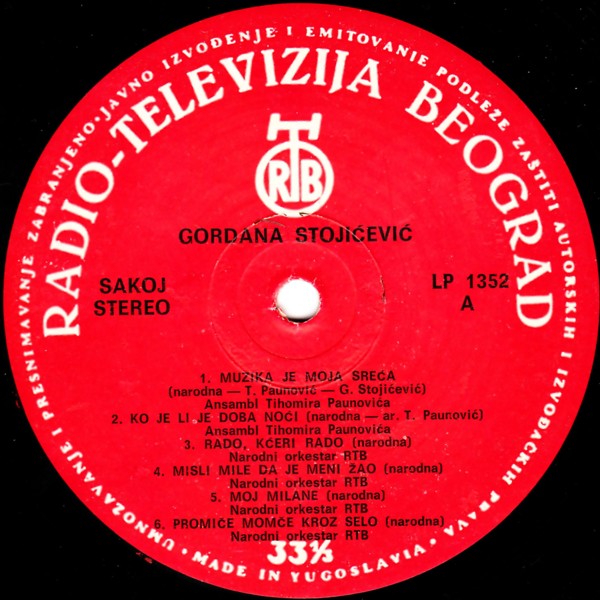 UMNOŽAVANJE I PRESNIMAVANJE ZABRANJENO • JAVNO IZVOĐENJE I EMITOVANJE PODLEŽE ZAŠTITI AUTORSKIH I IZVOĐAČKIH PRAVA •
RADIO-TELEVIZIJA BEOGRAD
RTB
GORDANA STOJIĆEVIĆ
SAKOJ
STEREO
LP 1352
A
1. MUZIKA JE MOJA SREĆA
(narodna — T. Paunović — G. Stojićević)
Ansambl Tihomira Paunovića
2. KO JE LI JE DOBA NOĆI (narodna — ar. T. Paunović)
Ansambl Tihomira Paunovića
3. RADO, KĆERI RADO (narodna)
Narodni orkestar RTB
4. MISLI MILE DA JE MENI ŽAO (narodna)
Narodni orkestar RTB
5. MOJ MILANE (narodna)
Narodni orkestar RTB
6. PROMIČE MOMČE KROZ SELO (narodna)
Narodni orkestar RTB
33⅓
MADE IN YUGOSLAVIA